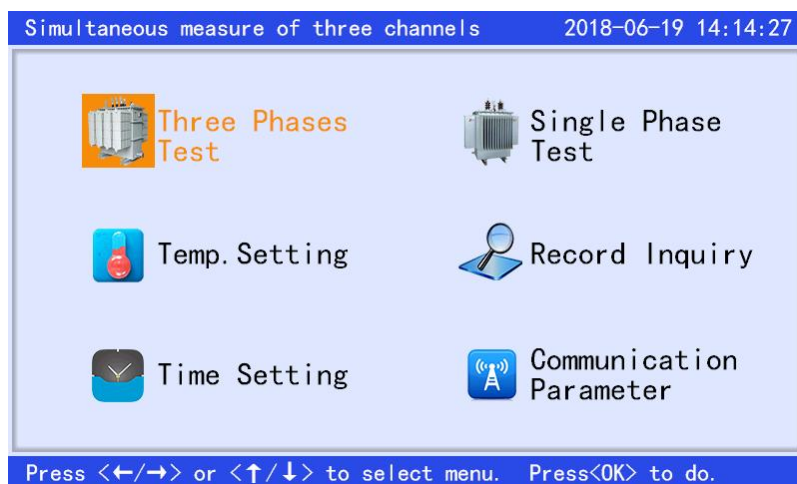 Simultaneous measure of three channels 2018-06-19 14:14:27
Three Phases
Test
Single Phase
Test
Temp.Setting
Record Inquiry
Time Setting
Communication
Parameter
Press <←/→> or <↑/↓> to select menu. Press<OK> to do.